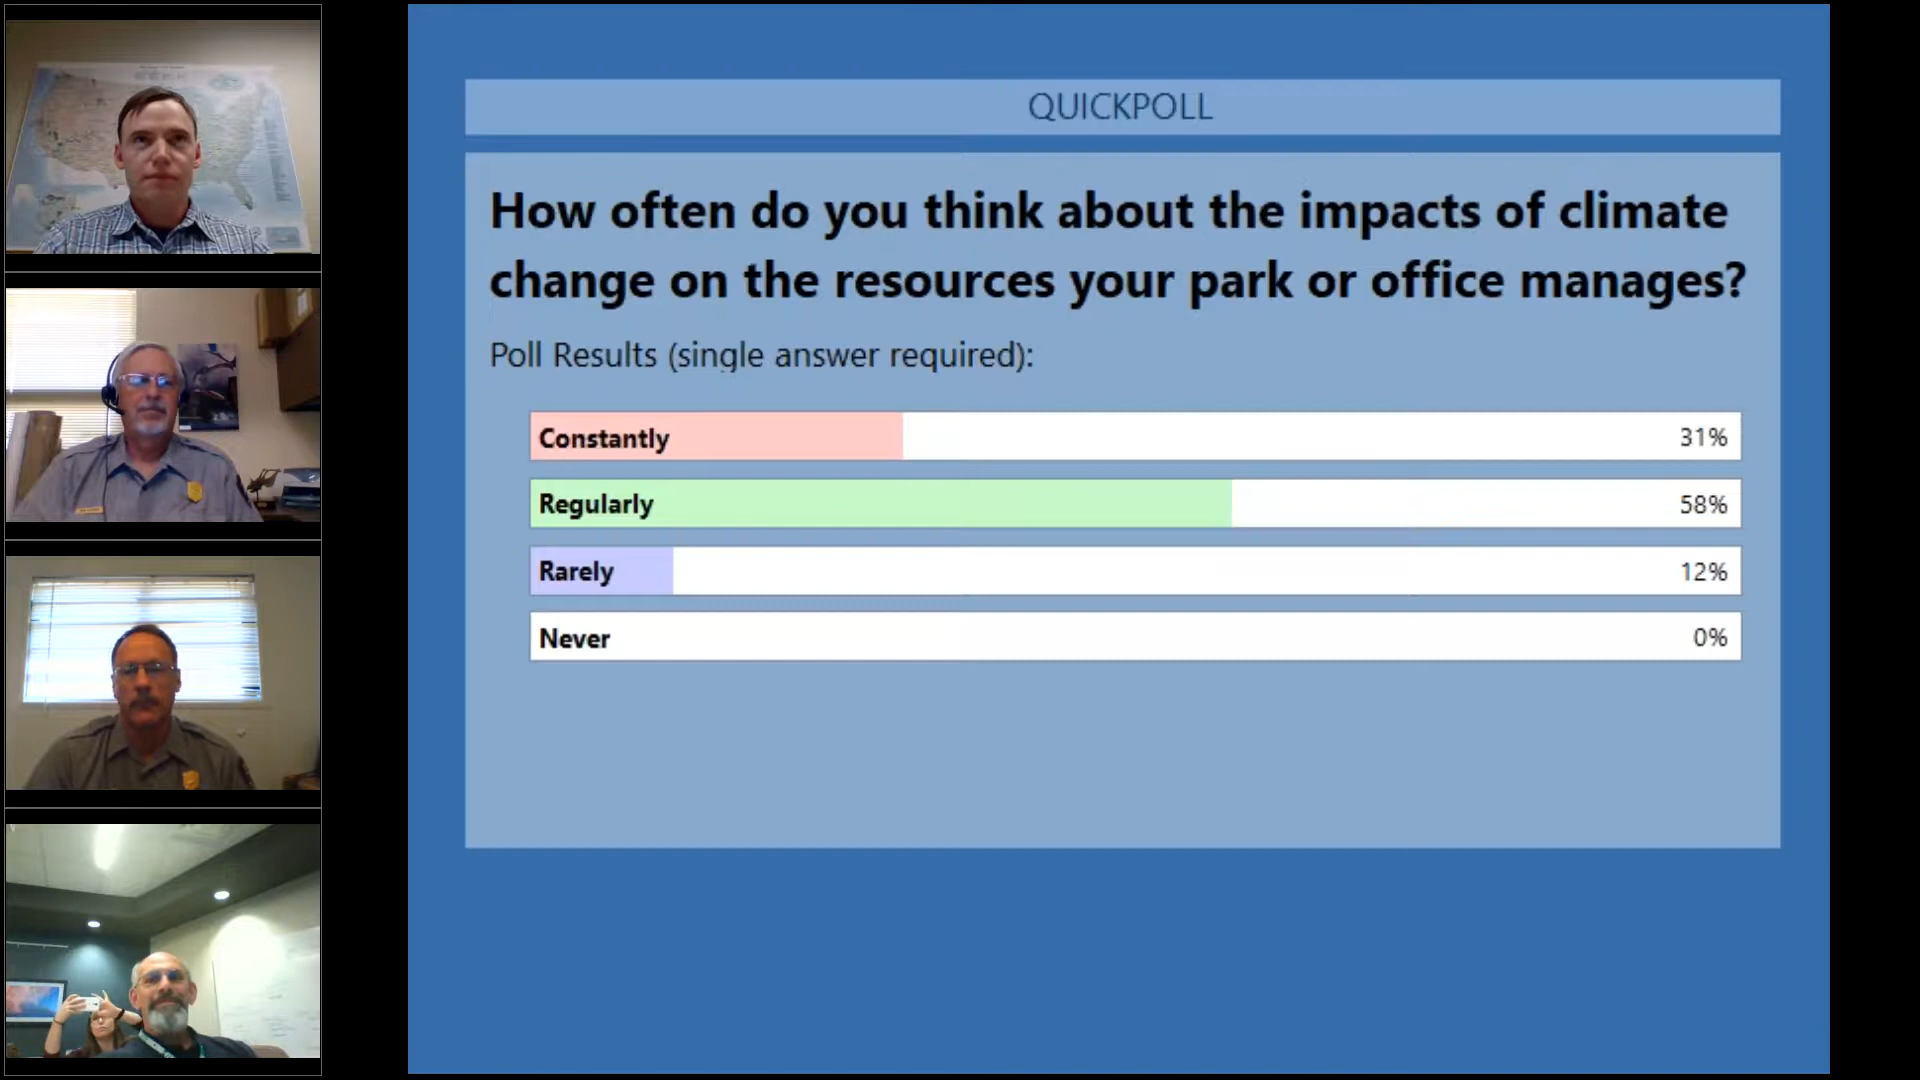 QUICKPOLL
How often do you think about the impacts of climate
change on the resources your park or office manages?
Poll Results (single answer required):
Constantly 31%
Regularly 58%
Rarely 12%
Never 0%